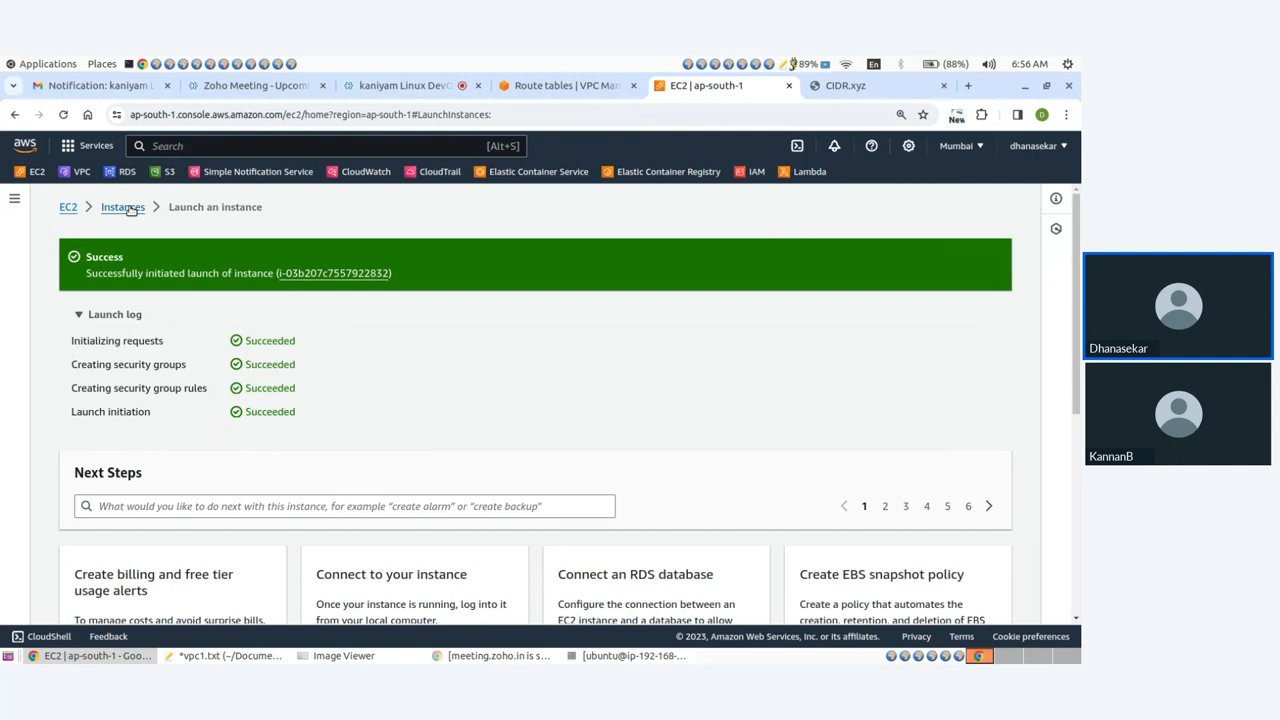 Applications Places 89% En (88%) 6:56 AM
Notification: kaniyam L
Zoho Meeting - Upcomi
kaniyam Linux DevO
Route tables | VPC Man
EC2 | ap-south-1
CIDR.xyz
ap-south-1.console.aws.amazon.com/ec2/home?region=ap-south-1#LaunchInstances:
New
D
aws Services Search [Alt+S] Mumbai dhanasekar
EC2 VPC RDS S3 Simple Notification Service CloudWatch CloudTrail Elastic Container Service Elastic Container Registry IAM Lambda
EC2 Instances Launch an instance
Success
Successfully initiated launch of instance (i-03b207c7557922832)
Launch log
Initializing requests Succeeded
Creating security groups Succeeded
Creating security group rules Succeeded
Launch initiation Succeeded
Next Steps
What would you like to do next with this instance, for example "create alarm" or "create backup"
1 2 3 4 5 6
Create billing and free tier
usage alerts
To manage costs and avoid surprise bills,
Connect to your instance
Once your instance is running, log into it
from your local computer.
Connect an RDS database
Configure the connection between an
EC2 instance and a database to allow
Create EBS snapshot policy
Create a policy that automates the
creation, retention, and deletion of EBS
CloudShell Feedback © 2023, Amazon Web Services, Inc. or its affiliates. Privacy Terms Cookie preferences
EC2 | ap-south-1 - Goo...
*vpc1.txt (~/Docume...
Image Viewer
[meeting.zoho.in is s...
[ubuntu@ip-192-168-...
Dhanasekar
KannanB